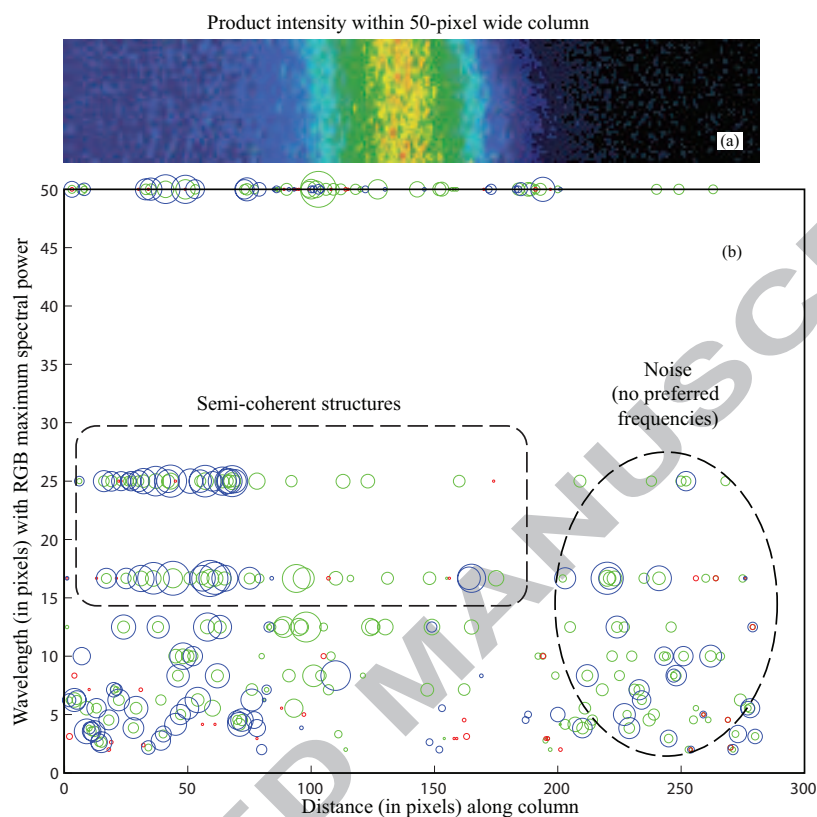 Product intensity within 50-pixel wide column
(a)
50
45
(b)
40
35
Noise
(no preferred
frequencies)
30
Semi-coherent structures
25
20
15
10
5
0
0 50 100 150 200 250 300
Wavelength (in pixels) with RGB maximum spectral power
Distance (in pixels) along column
D MANUSC